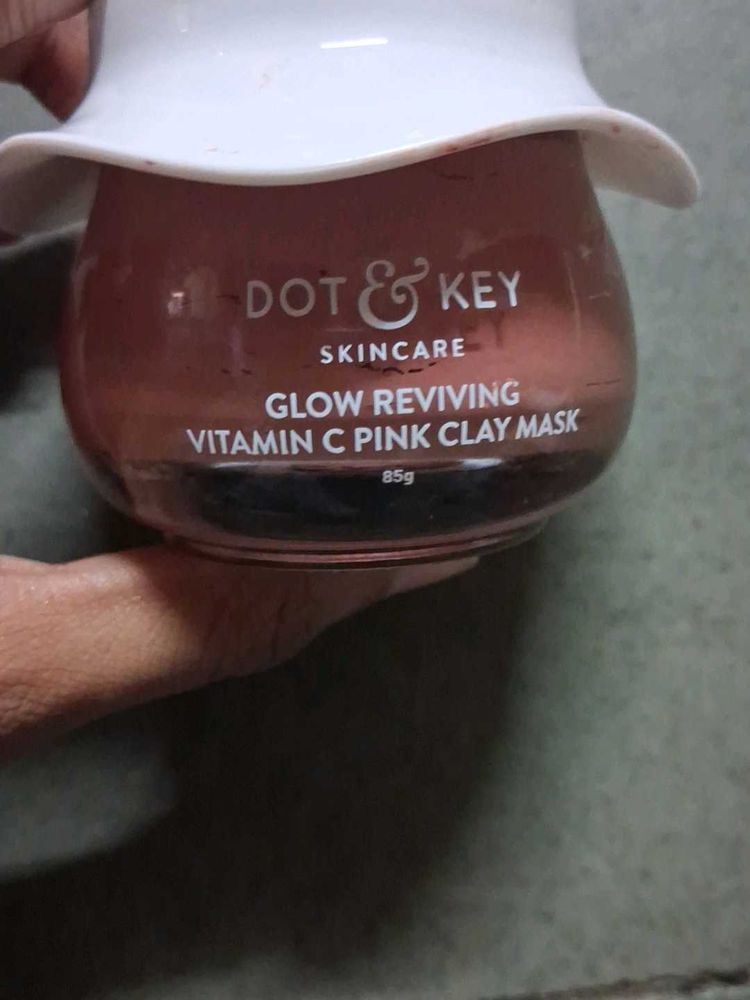 DOT & KEY
SKINCARE
GLOW REVIVING
VITAMIN C PINK CLAY MASK
85g